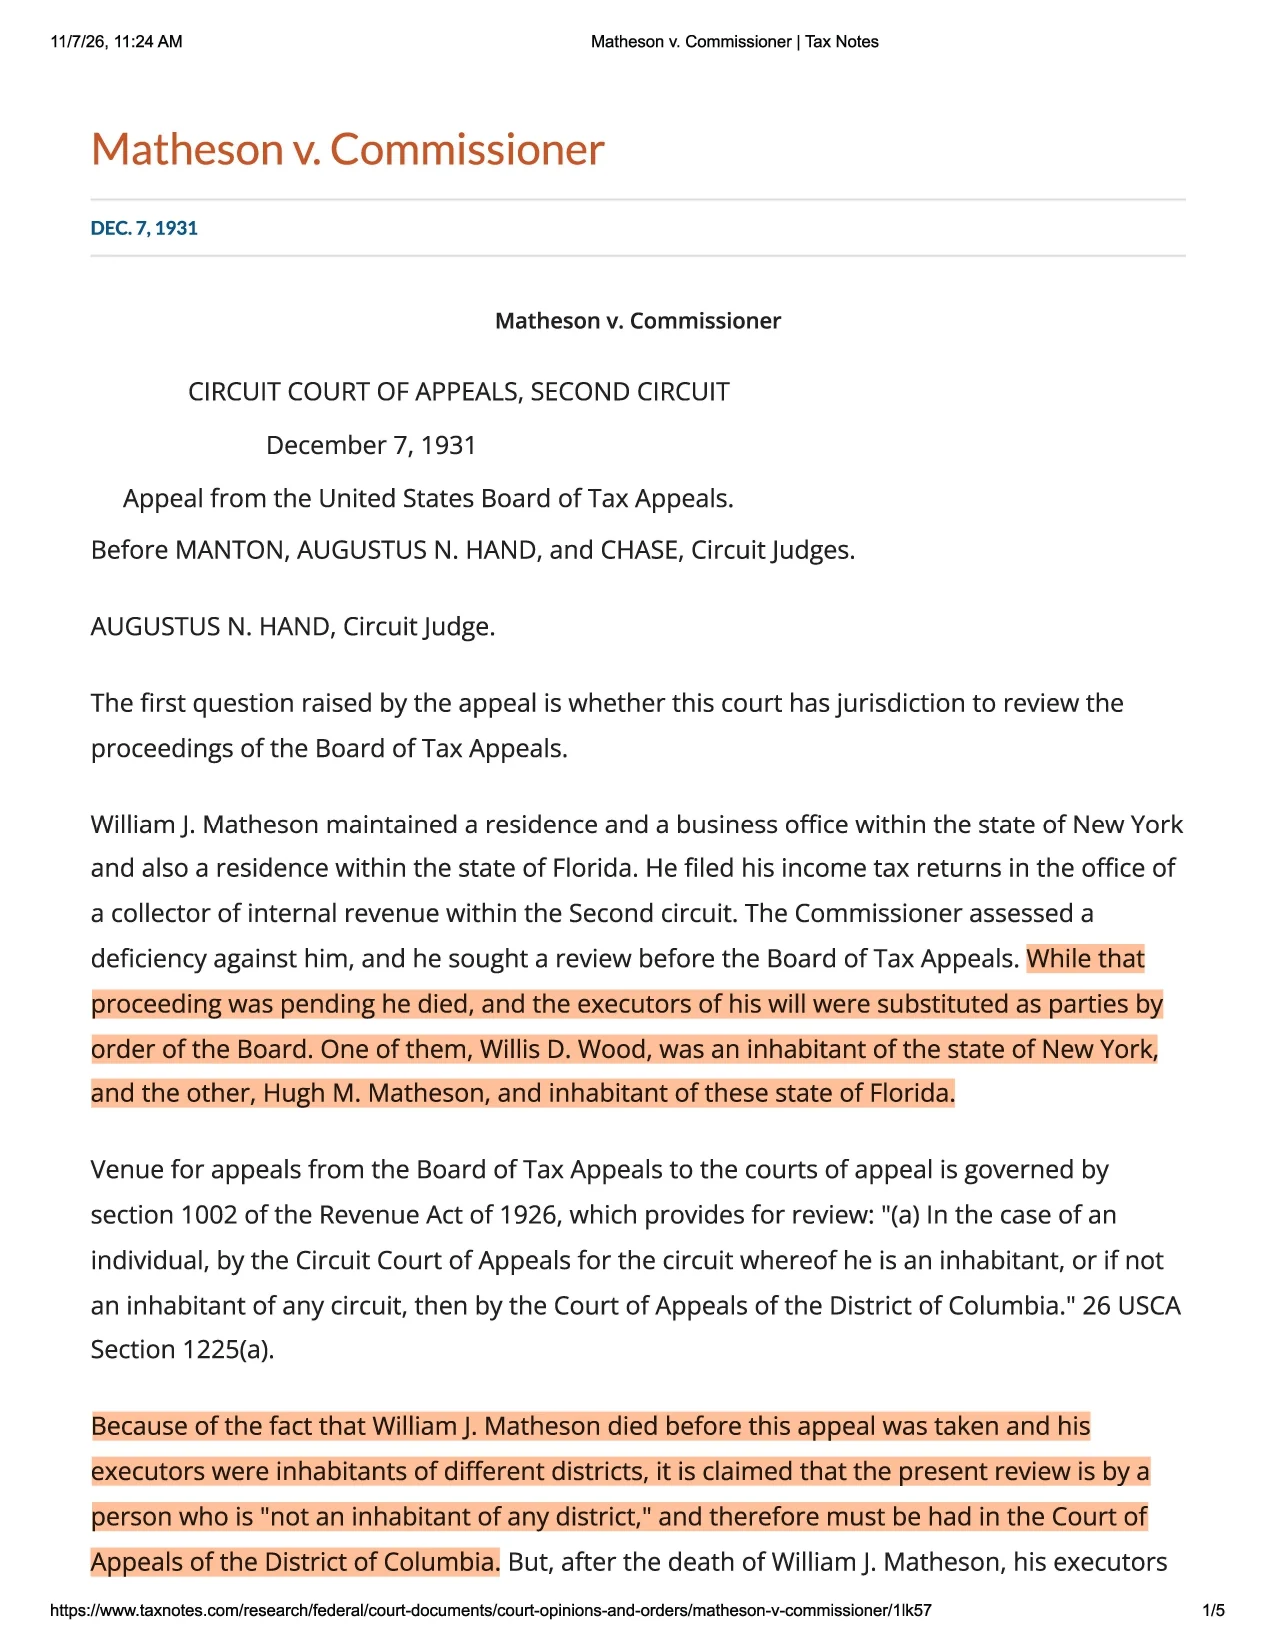 11/7/26, 11:24 AM
Matheson v. Commissioner | Tax Notes
Matheson v. Commissioner
DEC. 7, 1931
Matheson v. Commissioner
CIRCUIT COURT OF APPEALS, SECOND CIRCUIT
December 7, 1931
Appeal from the United States Board of Tax Appeals.
Before MANTON, AUGUSTUS N. HAND, and CHASE, Circuit Judges.
AUGUSTUS N. HAND, Circuit Judge.
The first question raised by the appeal is whether this court has jurisdiction to review the
proceedings of the Board of Tax Appeals.
William J. Matheson maintained a residence and a business office within the state of New York
and also a residence within the state of Florida. He filed his income tax returns in the office of
a collector of internal revenue within the Second circuit. The Commissioner assessed a
deficiency against him, and he sought a review before the Board of Tax Appeals. While that
proceeding was pending he died, and the executors of his will were substituted as parties by
order of the Board. One of them, Willis D. Wood, was an inhabitant of the state of New York,
and the other, Hugh M. Matheson, and inhabitant of these state of Florida.
Venue for appeals from the Board of Tax Appeals to the courts of appeal is governed by
section 1002 of the Revenue Act of 1926, which provides for review: "(a) In the case of an
individual, by the Circuit Court of Appeals for the circuit whereof he is an inhabitant, or if not
an inhabitant of any circuit, then by the Court of Appeals of the District of Columbia." 26 USCA
Section 1225(a).
Because of the fact that William J. Matheson died before this appeal was taken and his
executors were inhabitants of different districts, it is claimed that the present review is by a
person who is "not an inhabitant of any district," and therefore must be had in the Court of
Appeals of the District of Columbia. But, after the death of William J. Matheson, his executors
https://www.taxnotes.com/research/federal/court-documents/court-opinions-and-orders/matheson-v-commissioner/1lk57
1/5